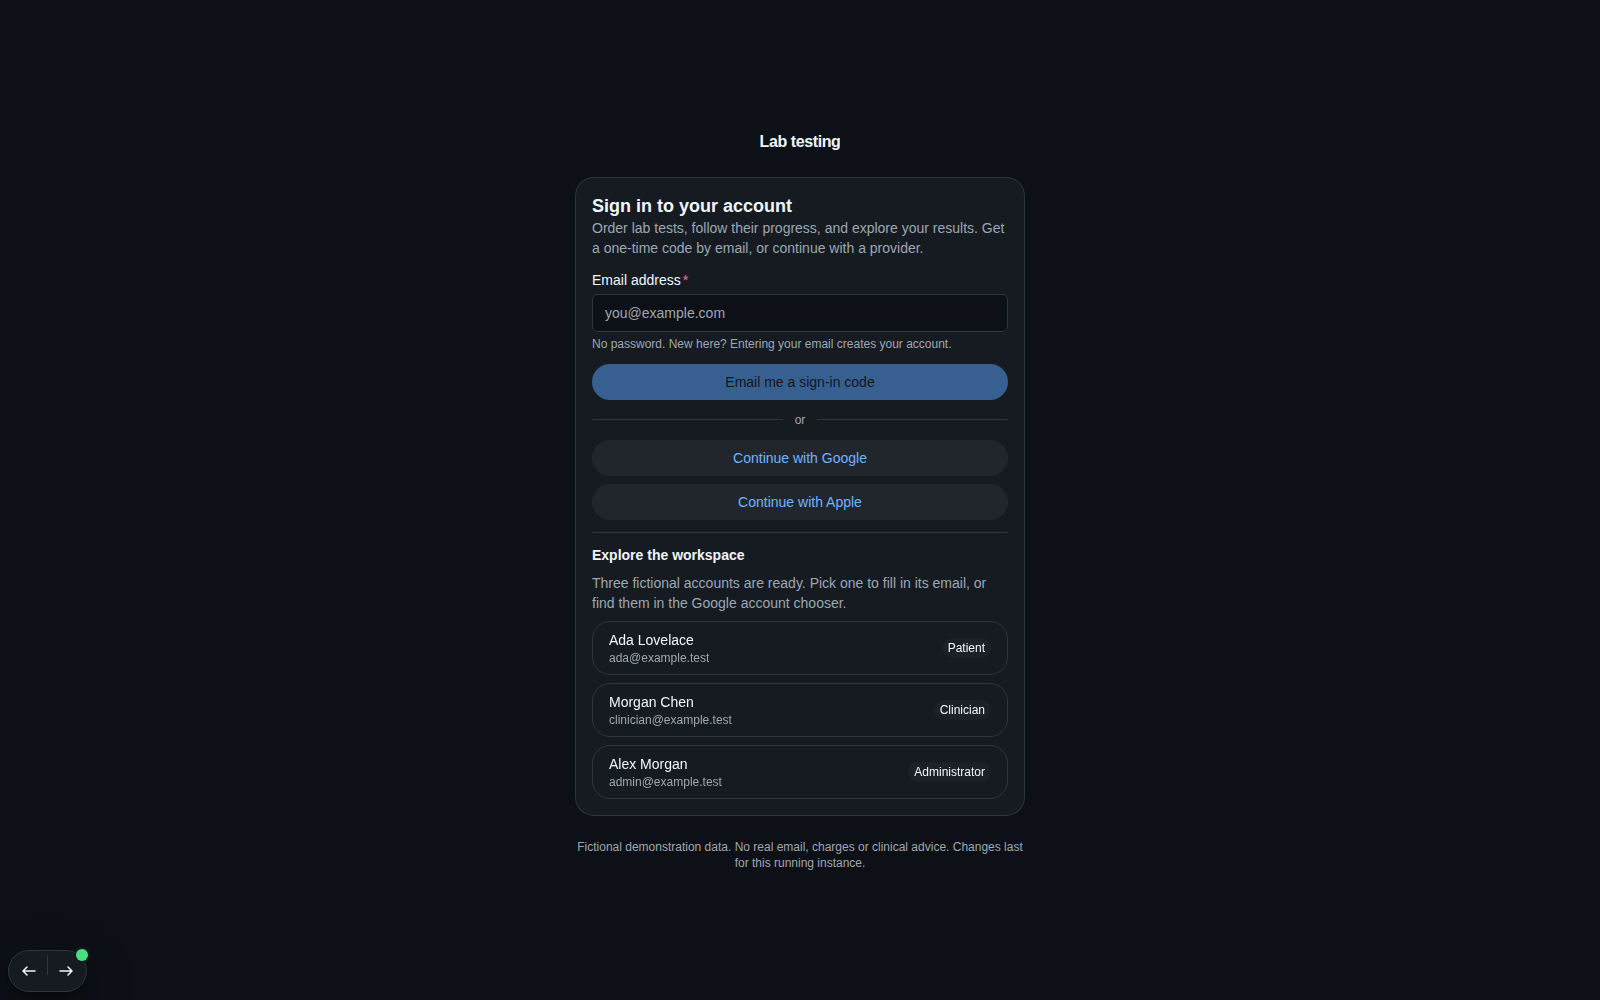 Lab testing
Sign in to your account
Order lab tests, follow their progress, and explore your results. Get
a one-time code by email, or continue with a provider.
Email address*
you@example.com
No password. New here? Entering your email creates your account.
Email me a sign-in code
or
Continue with Google
Continue with Apple
Explore the workspace
Three fictional accounts are ready. Pick one to fill in its email, or
find them in the Google account chooser.
Ada Lovelace
ada@example.test
Patient
Morgan Chen
clinician@example.test
Clinician
Alex Morgan
admin@example.test
Administrator
Fictional demonstration data. No real email, charges or clinical advice. Changes last
for this running instance.